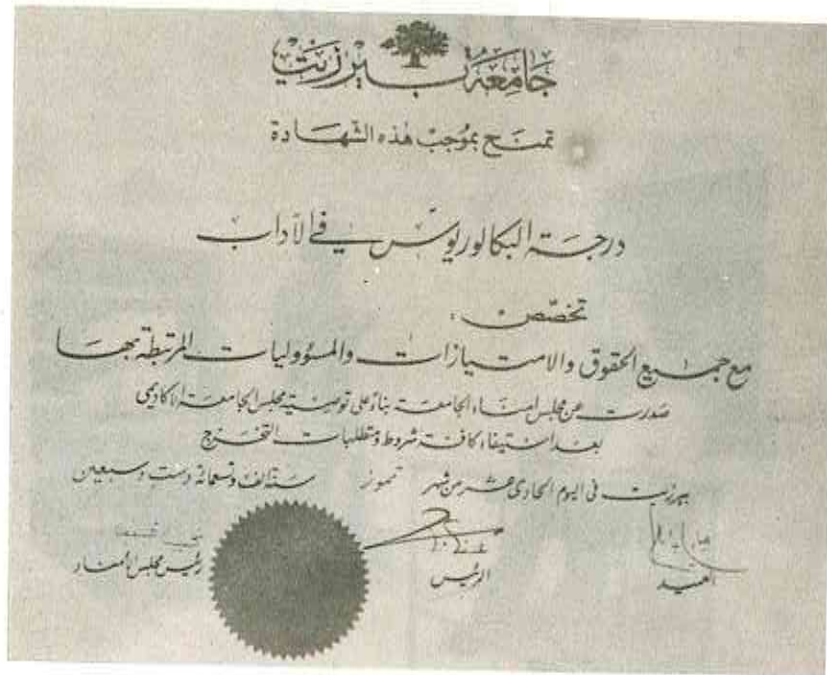 جامعة بيرزيت
تمنح بموجب هذه الشهادة
درجة البكالوريوس في الآداب
تخصص :
مع جميع الحقوق والامتيازات والمسؤوليات المرتبطة بها
صدرت عن مجلس امناء الجامعة بناءً على توصية مجلس الجامعة الاكاديمي
بعد استيفاء كافة شروط ومتطلبات التخرج
بيرزيت في اليوم الحادي عشر من شهر تموز سنة الف وتسعمائة وست وسبعين
العميد الرئيس رئيس مجلس الأمناء